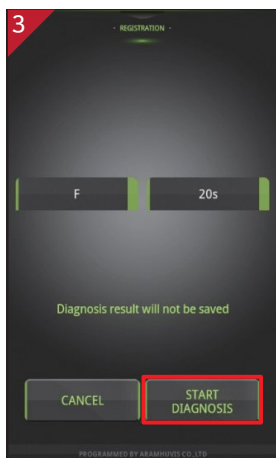 3
- REGISTRATION -
F
20s
Diagnosis result will not be saved
CANCEL
START
DIAGNOSIS
PROGRAMMED BY ARAMHUVIS CO.,LTD